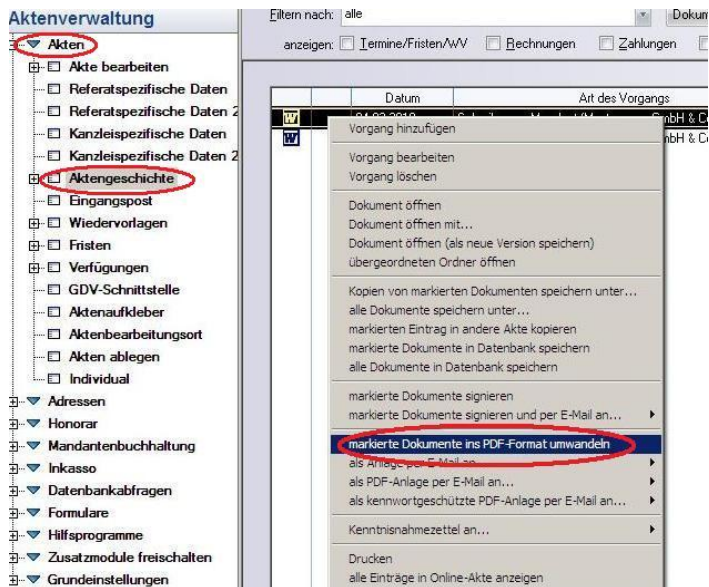 Aktenverwaltung
Akten
Akte bearbeiten
Referatspezifische Daten
Referatspezifische Daten 2
Kanzleispezifische Daten
Kanzleispezifische Daten 2
Aktengeschichte
Eingangspost
Wiedervorlagen
Fristen
Verfügungen
GDV-Schnittstelle
Aktenaufkleber
Aktenbearbeitungsort
Akten ablegen
Individual
Adressen
Honorar
Mandantenbuchhaltung
Inkasso
Datenbankabfragen
Formulare
Hilfsprogramme
Zusatzmodule freischalten
Grundeinstellungen
Filtern nach: alle
anzeigen: Termine/Fristen/WV Rechnungen Zahlungen
Datum Art des Vorgangs
Vorgang hinzufügen
Vorgang bearbeiten
Vorgang löschen
Dokument öffnen
Dokument öffnen mit...
Dokument öffnen (als neue Version speichern)
übergeordneten Ordner öffnen
Kopien von markierten Dokumenten speichern unter...
alle Dokumente speichern unter...
markierten Eintrag in andere Akte kopieren
markierte Dokumente in Datenbank speichern
alle Dokumente in Datenbank speichern
markierte Dokumente signieren
markierte Dokumente signieren und per E-Mail an...
markierte Dokumente ins PDF-Format umwandeln
als Anlage per E-Mail an...
als PDF-Anlage per E-Mail an...
als kennwortgeschützte PDF-Anlage per E-Mail an...
Kenntnisnahmezettel an...
Drucken
alle Einträge in Online-Akte anzeigen